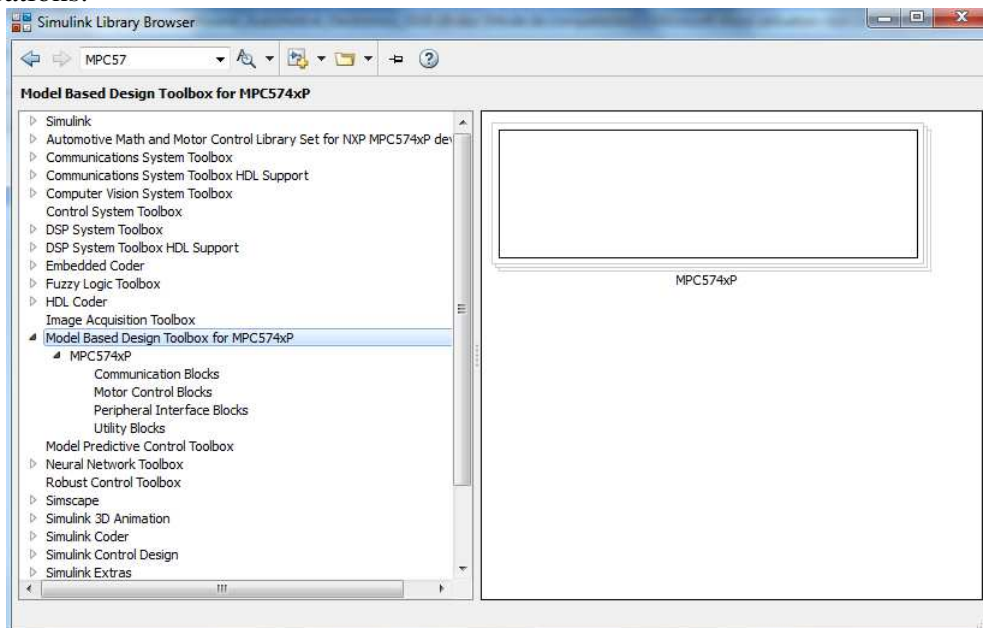 Simulink Library Browser
MPC57
Model Based Design Toolbox for MPC574xP
Simulink
Automotive Math and Motor Control Library Set for NXP MPC574xP de
Communications System Toolbox
Communications System Toolbox HDL Support
Computer Vision System Toolbox
Control System Toolbox
DSP System Toolbox
DSP System Toolbox HDL Support
Embedded Coder
Fuzzy Logic Toolbox
HDL Coder
Image Acquisition Toolbox
Model Based Design Toolbox for MPC574xP
MPC574xP
Communication Blocks
Motor Control Blocks
Peripheral Interface Blocks
Utility Blocks
Model Predictive Control Toolbox
Neural Network Toolbox
Robust Control Toolbox
Simscape
Simulink 3D Animation
Simulink Coder
Simulink Control Design
Simulink Extras
MPC574xP